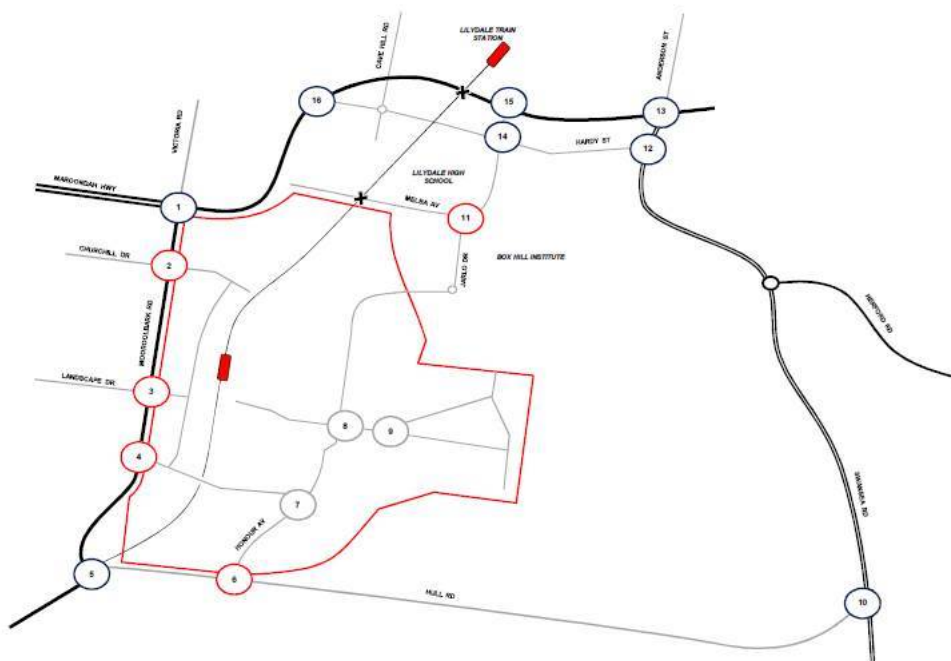 LILYDALE TRAIN
STATION
CAVE HILL RD
ANDERSON ST
16
15
13
VICTORIA RD
14
HARDY ST
12
LILYDALE HIGH
SCHOOL
MAROONDAH HWY
1
MELBA AV
11
CHURCHILL DR
2
JARLO DR
BOX HILL INSTITUTE
HEREFORD RD
MOOROOLBARK RD
LANDSCAPE DR
3
8
9
4
7
HONOUR AV
SWANSEA RD
5
6
HULL RD
10